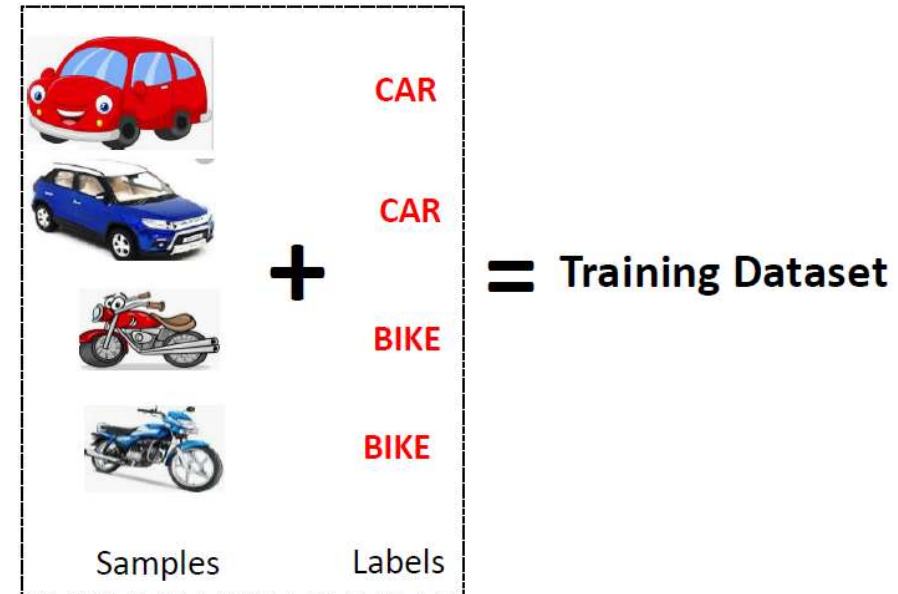 CAR
CAR
+
= Training Dataset
BIKE
BIKE
Samples Labels